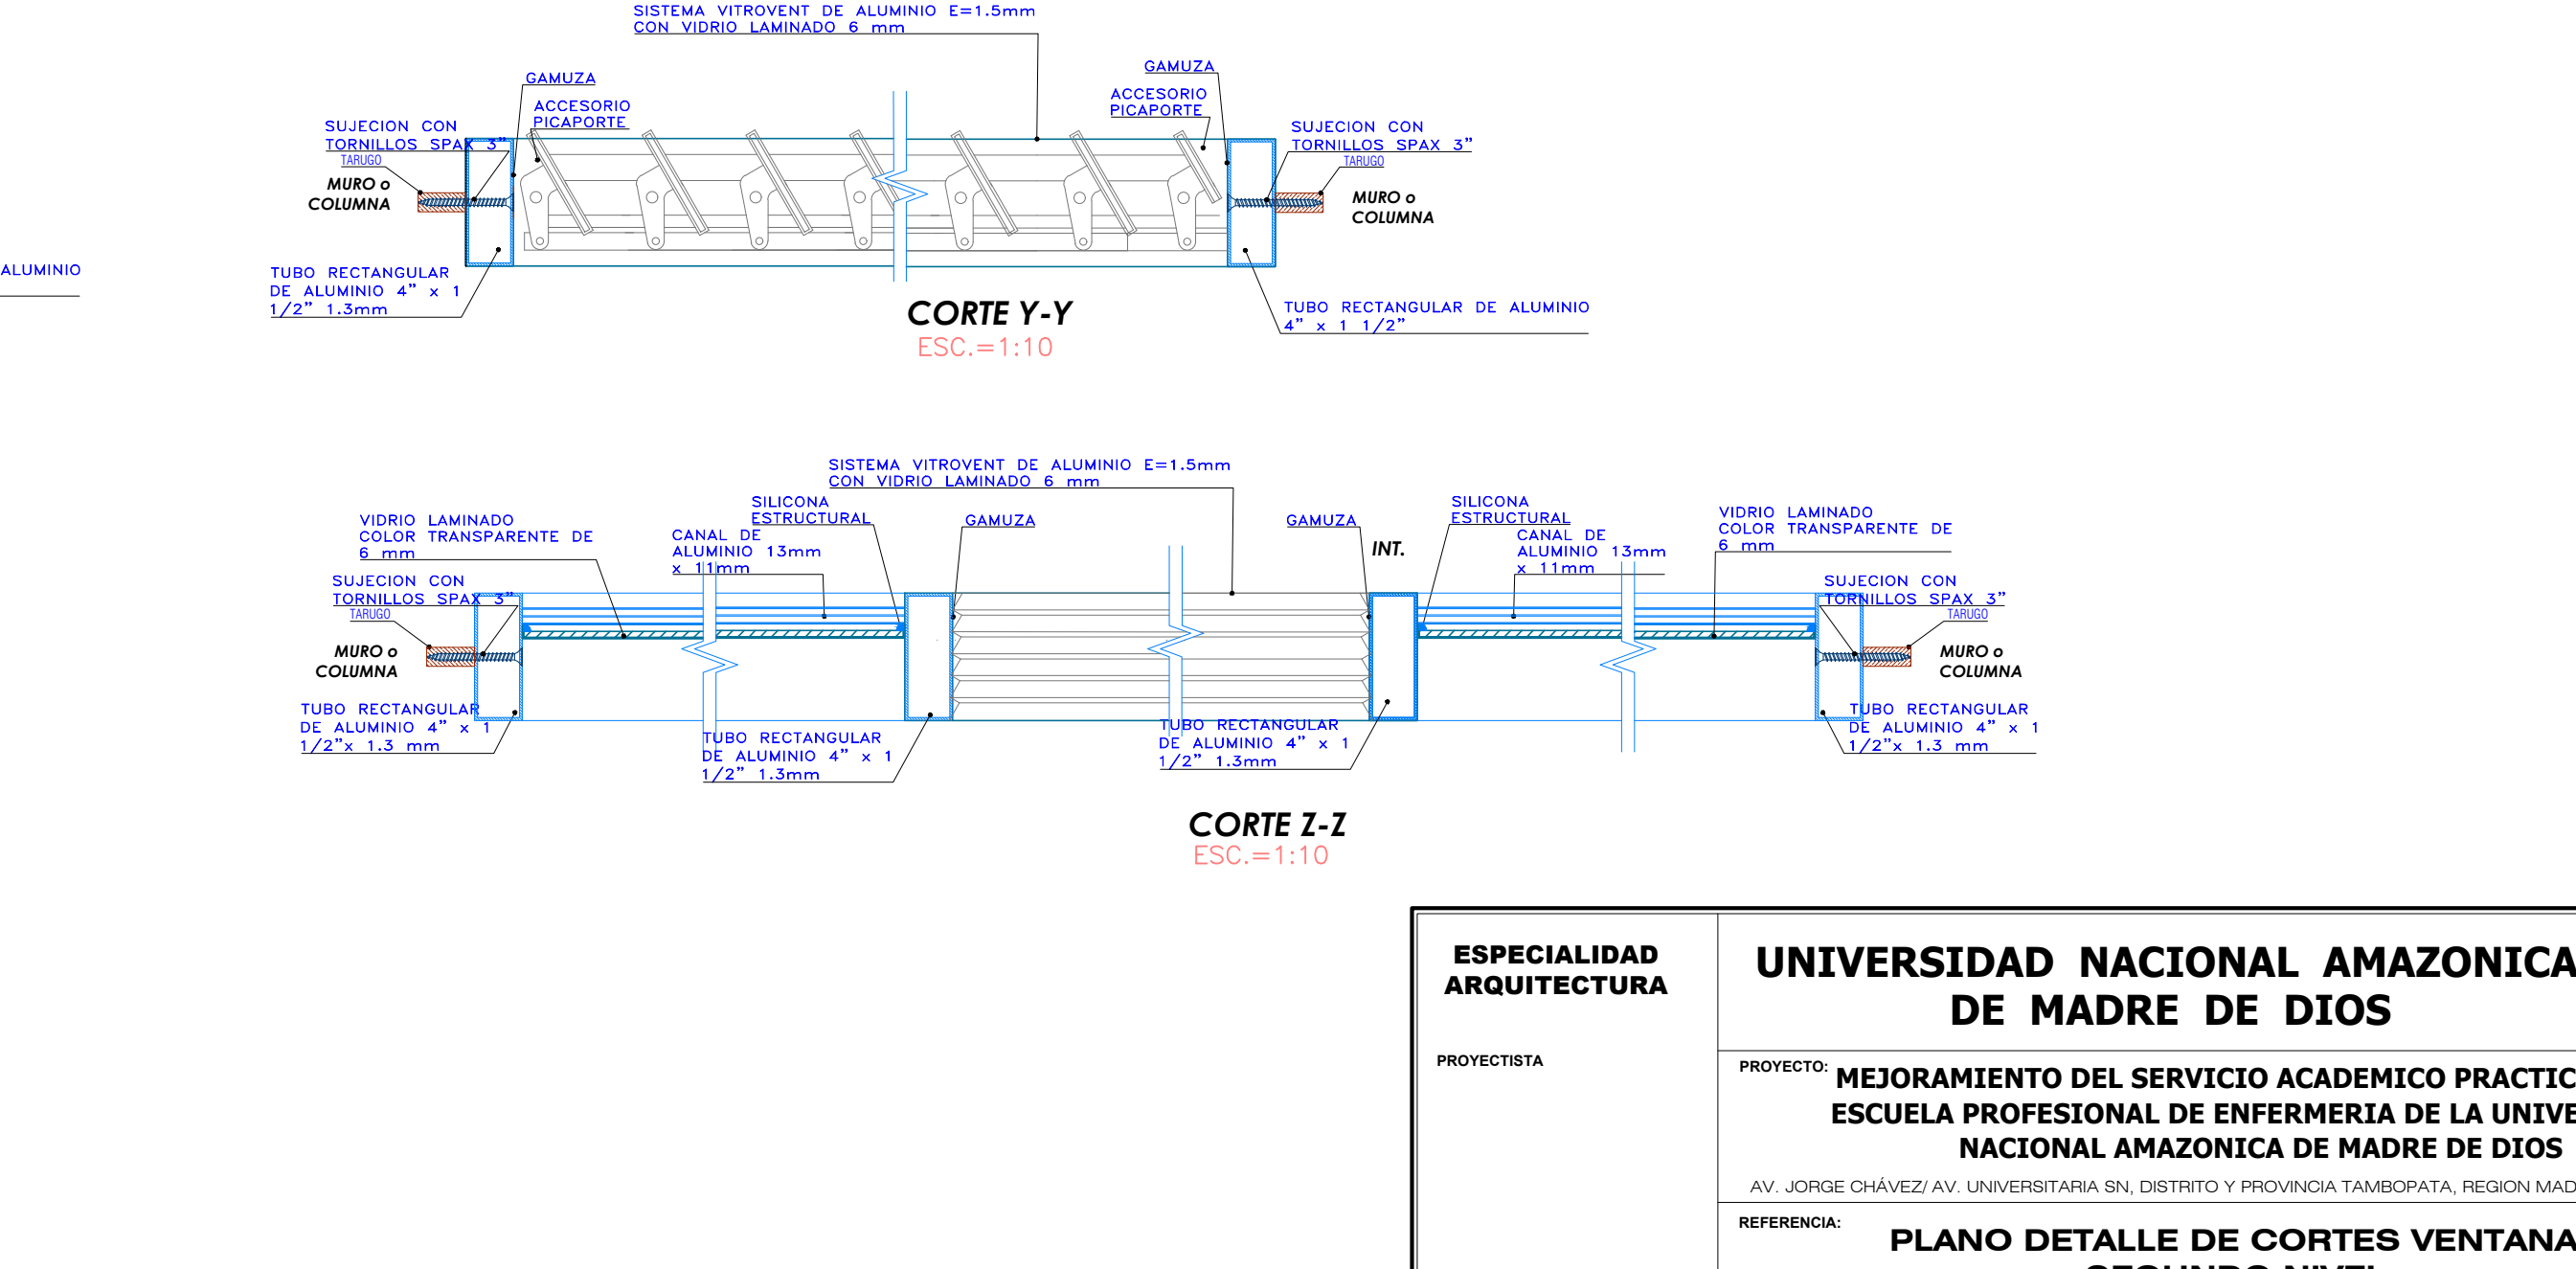 SISTEMA VITROVENT DE ALUMINIO E=1.5mm
CON VIDRIO LAMINADO 6 mm
GAMUZA
ACCESORIO
PICAPORTE
SUJECION CON
TORNILLOS SPAX 3"
TARUGO
MURO o
COLUMNA
GAMUZA
ACCESORIO
PICAPORTE
SUJECION CON
TORNILLOS SPAX 3"
TARUGO
MURO o
COLUMNA
ALUMINIO
TUBO RECTANGULAR
DE ALUMINIO 4" x 1
1/2" 1.3mm
TUBO RECTANGULAR DE ALUMINIO
4" x 1 1/2"
CORTE Y-Y
ESC.=1:10
SISTEMA VITROVENT DE ALUMINIO E=1.5mm
CON VIDRIO LAMINADO 6 mm
SILICONA
ESTRUCTURAL
GAMUZA
VIDRIO LAMINADO
COLOR TRANSPARENTE DE
6 mm
CANAL DE
ALUMINIO 13mm
x 11mm
SUJECION CON
TORNILLOS SPAX 3"
TARUGO
MURO o
COLUMNA
GAMUZA
INT.
SILICONA
ESTRUCTURAL
CANAL DE
ALUMINIO 13mm
x 11mm
VIDRIO LAMINADO
COLOR TRANSPARENTE DE
6 mm
SUJECION CON
TORNILLOS SPAX 3"
TARUGO
MURO o
COLUMNA
TUBO RECTANGULAR
DE ALUMINIO 4" x 1
1/2"x 1.3 mm
TUBO RECTANGULAR
DE ALUMINIO 4" x 1
1/2" 1.3mm
TUBO RECTANGULAR
DE ALUMINIO 4" x 1
1/2" 1.3mm
TUBO RECTANGULAR
DE ALUMINIO 4" x 1
1/2"x 1.3 mm
CORTE Z-Z
ESC.=1:10
ESPECIALIDAD
ARQUITECTURA
PROYECTISTA
UNIVERSIDAD NACIONAL AMAZONICA
DE MADRE DE DIOS
PROYECTO:
MEJORAMIENTO DEL SERVICIO ACADEMICO PRACTIC
ESCUELA PROFESIONAL DE ENFERMERIA DE LA UNIVE
NACIONAL AMAZONICA DE MADRE DE DIOS
AV. JORGE CHÁVEZ/ AV. UNIVERSITARIA SN, DISTRITO Y PROVINCIA TAMBOPATA, REGION MAD
REFERENCIA:
PLANO DETALLE DE CORTES VENTANA
SEGUNDO NIVEL